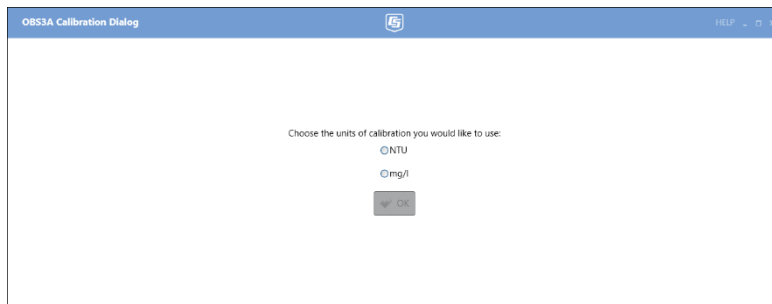 OBS3A Calibration Dialog
HELP
Choose the units of calibration you would like to use:
NTU
mg/l
OK